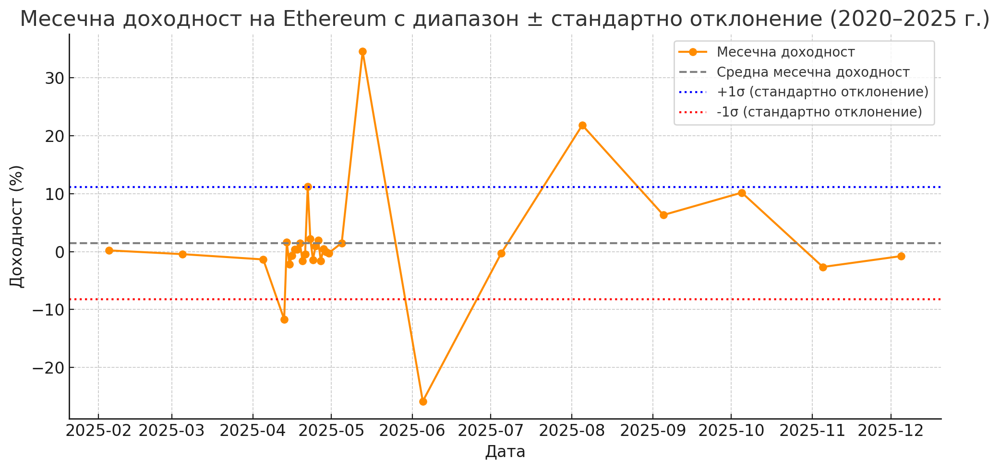 Месечна доходност на Ethereum с диапазон ± стандартно отклонение (2020–2025 г.)
Месечна доходност
Средна месечна доходност
+1σ (стандартно отклонение)
-1σ (стандартно отклонение)
Доходност (%)
30
20
10
0
−10
−20
2025-02 2025-03 2025-04 2025-05 2025-06 2025-07 2025-08 2025-09 2025-10 2025-11 2025-12
Дата